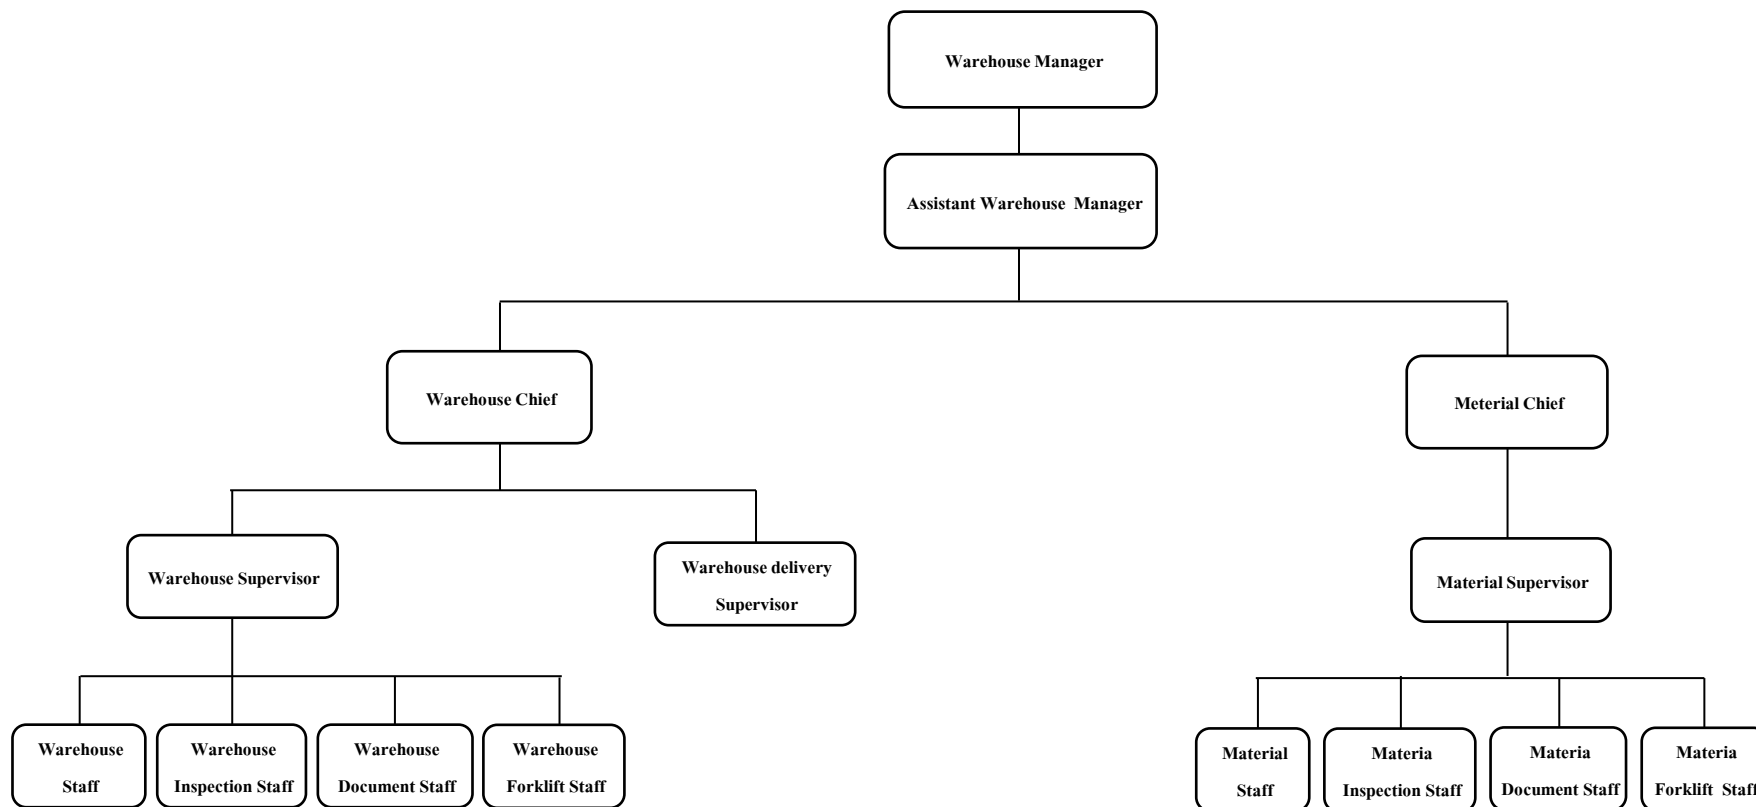 Warehouse Manager
Assistant Warehouse  Manager
Warehouse Chief
Meterial Chief
Warehouse Supervisor
Warehouse delivery
Supervisor
Material Supervisor
Warehouse
Staff
Warehouse
Inspection Staff
Warehouse
Document Staff
Warehouse
Forklift Staff
Material
Staff
Materia
Inspection Staff
Materia
Document Staff
Materia
Forklift  Staff